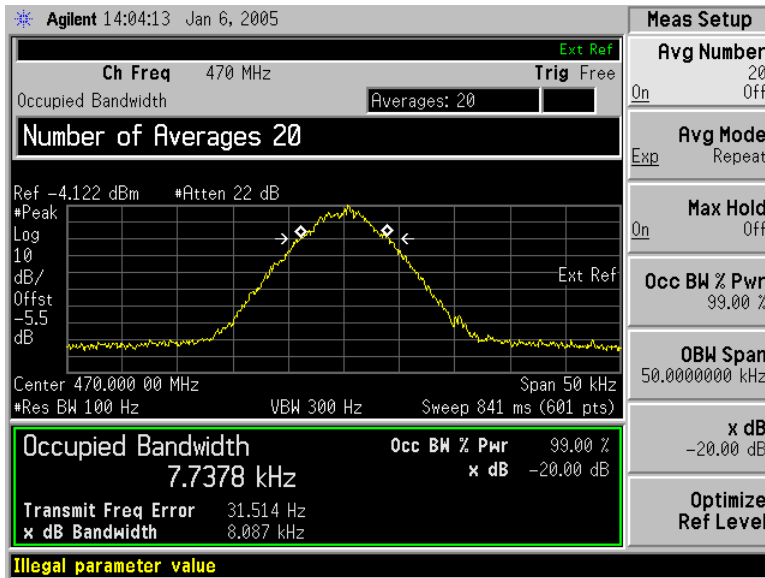 Agilent 14:04:13 Jan 6, 2005
Meas Setup
Ext Ref
Ch Freq 470 MHz Trig Free
Occupied Bandwidth Averages: 20
Number of Averages 20
Ref -4.122 dBm #Atten 22 dB
#Peak
Log
10
dB/
Offst
-5.5
dB
Ext Ref
Center 470.000 00 MHz Span 50 kHz
#Res BW 100 Hz VBW 300 Hz Sweep 841 ms (601 pts)
Occupied Bandwidth
7.7378 kHz
Occ BW % Pwr 99.00 %
x dB -20.00 dB
Transmit Freq Error 31.514 Hz
x dB Bandwidth 8.087 kHz
Illegal parameter value
Avg Number
20
On Off
Avg Mode
Exp Repeat
Max Hold
On Off
Occ BW % Pwr
99.00 %
OBW Span
50.0000000 kHz
x dB
-20.00 dB
Optimize
Ref Level